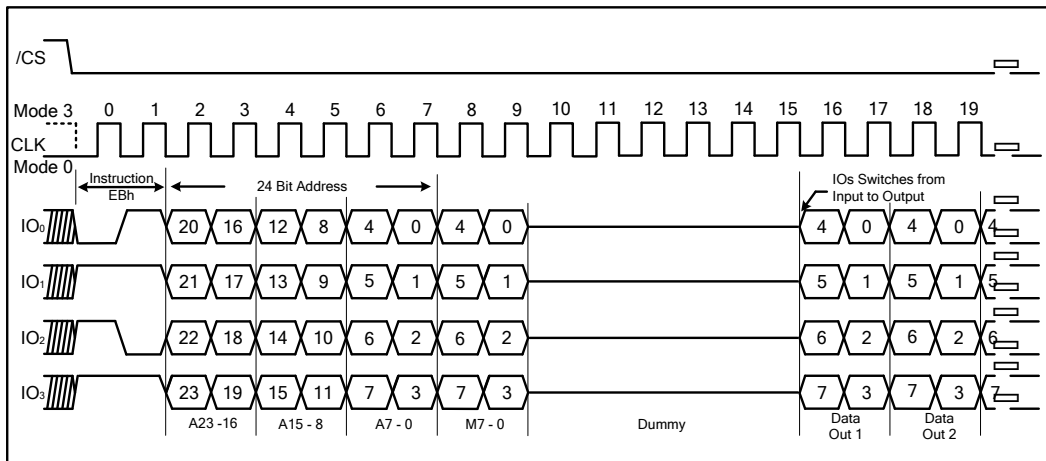 /CS
Mode 3 0 1 2 3 4 5 6 7 8 9 10 11 12 13 14 15 16 17 18 19
CLK
Mode 0
Instruction
EBh
24 Bit Address
IOs Switches from
Input to Output
IO0 20 16 12 8 4 0 4 0 4 0 4 0 4
IO1 21 17 13 9 5 1 5 1 5 1 5 1 5
IO2 22 18 14 10 6 2 6 2 6 2 6 2 6
IO3 23 19 15 11 7 3 7 3 7 3 7 3 7
A23 -16 A15 - 8 A7 - 0 M7 - 0 Dummy Data Data
Out 1 Out 2